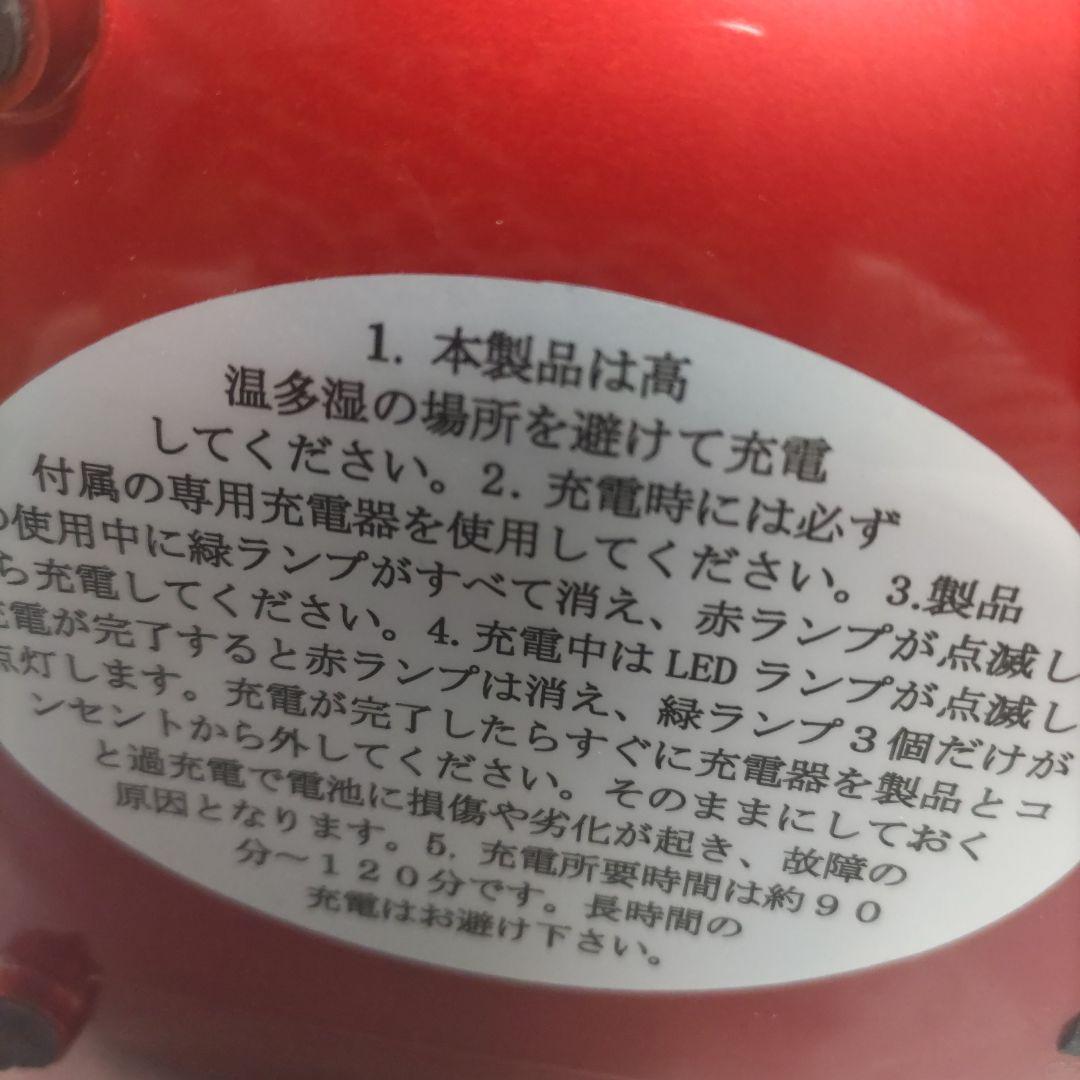 1. 本製品は高
温多湿の場所を避けて充電
してください。2. 充電時には必ず
付属の専用充電器を使用してください。3.製品
の使用中に緑ランプがすべて消え、赤ランプが点滅し
ら充電してください。4. 充電中は LED ランプが点滅し
充電が完了すると赤ランプは消え、緑ランプ3個だけが
点灯します。充電が完了したらすぐに充電器を製品とコ
ンセントから外してください。そのままにしておく
と過充電で電池に損傷や劣化が起き、故障の
原因となります。5. 充電所要時間は約90
分～120分です。長時間の
充電はお避け下さい。